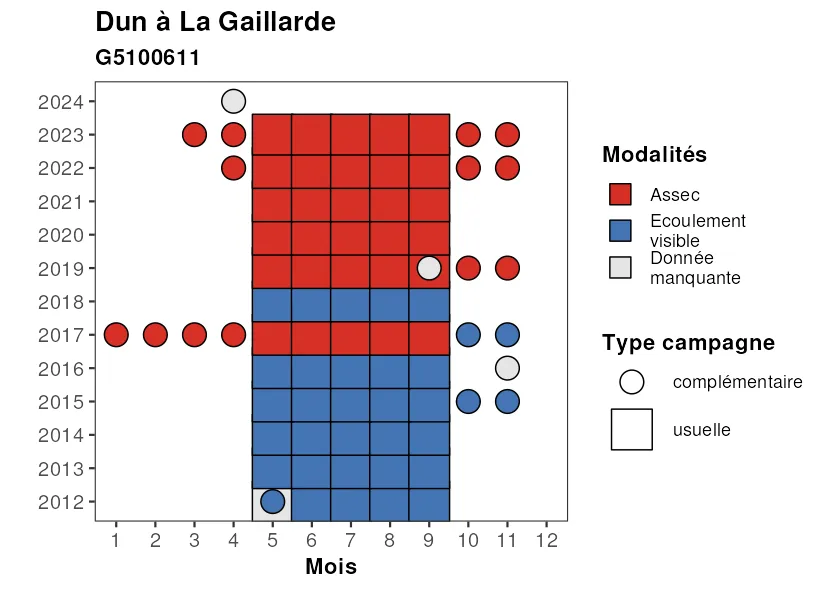 Dun à La Gaillarde
G5100611
2024
2023
2022
2021
2020
2019
2018
2017
2016
2015
2014
2013
2012
1 2 3 4 5 6 7 8 9 10 11 12
Mois
Modalités
Assec
Ecoulement
visible
Donnée
manquante
Type campagne
complémentaire
usuelle